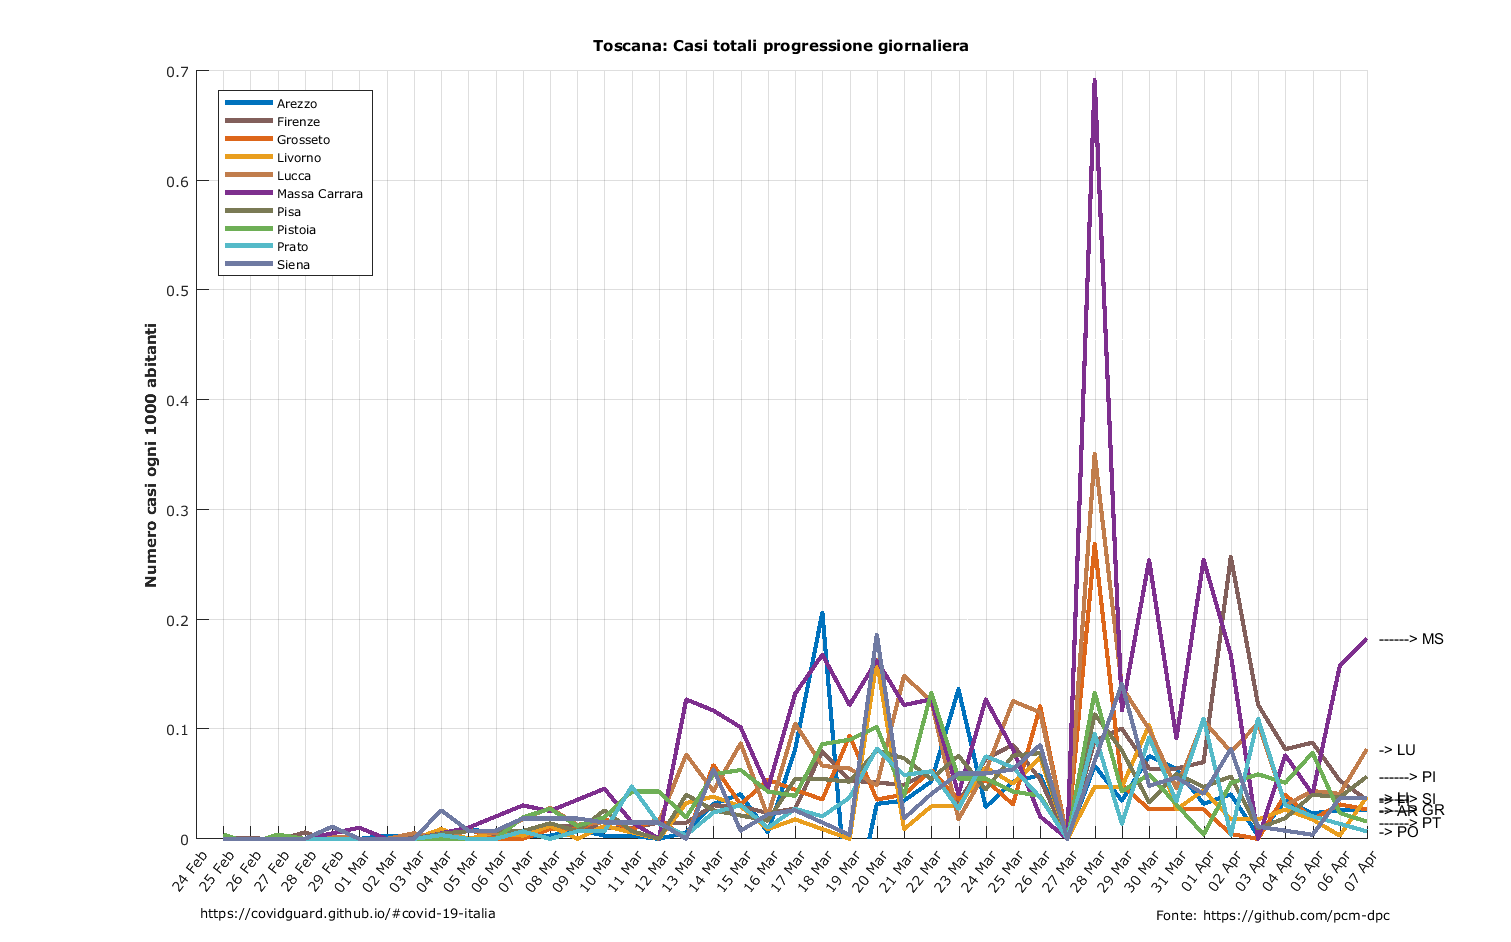 Toscana: Casi totali progressione giornaliera
Numero casi ogni 1000 abitanti
0.7
0.6
0.5
0.4
0.3
0.2
0.1
0
Arezzo
Firenze
Grosseto
Livorno
Lucca
Massa Carrara
Pisa
Pistoia
Prato
Siena
------> MS
-> LU
------> PI
-> LI
------> SI
-> AR
------> GR
------> PT
-> PO
24 Feb
25 Feb
26 Feb
27 Feb
28 Feb
29 Feb
01 Mar
02 Mar
03 Mar
04 Mar
05 Mar
06 Mar
07 Mar
08 Mar
09 Mar
10 Mar
11 Mar
12 Mar
13 Mar
14 Mar
15 Mar
16 Mar
17 Mar
18 Mar
19 Mar
20 Mar
21 Mar
22 Mar
23 Mar
24 Mar
25 Mar
26 Mar
27 Mar
28 Mar
29 Mar
30 Mar
31 Mar
01 Apr
02 Apr
03 Apr
04 Apr
05 Apr
06 Apr
07 Apr
https://covidguard.github.io/#covid-19-italia
Fonte: https://github.com/pcm-dpc